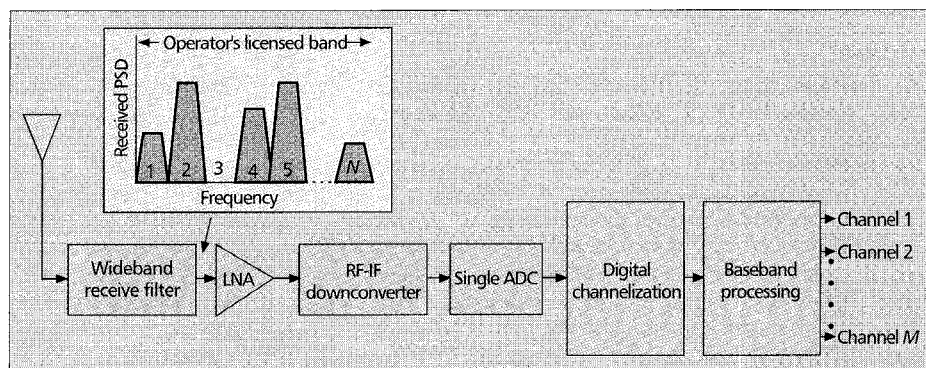 Operator's licensed band
Received PSD
1 2 3 4 5 N
Frequency
Wideband
receive filter
LNA
RF-IF
downconverter
Single ADC
Digital
channelization
Baseband
processing
Channel 1
Channel 2
Channel M